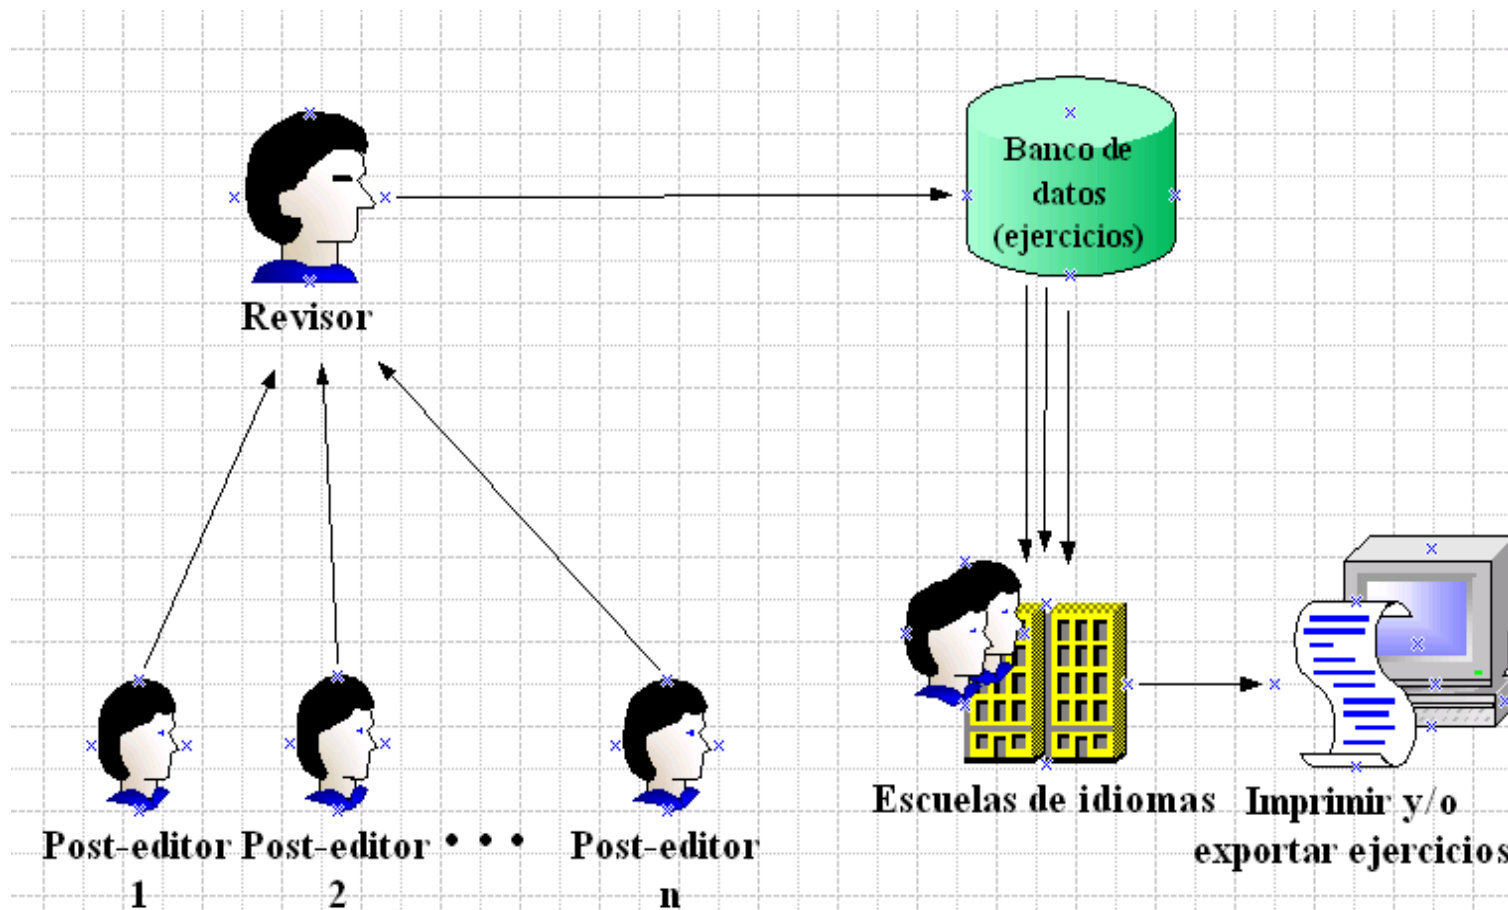 Banco de
datos
(ejercicios)
Revisor
Escuelas de idiomas
Imprimir y/o
exportar ejercicios
Post-editor
1
Post-editor
2
• • •
Post-editor
n